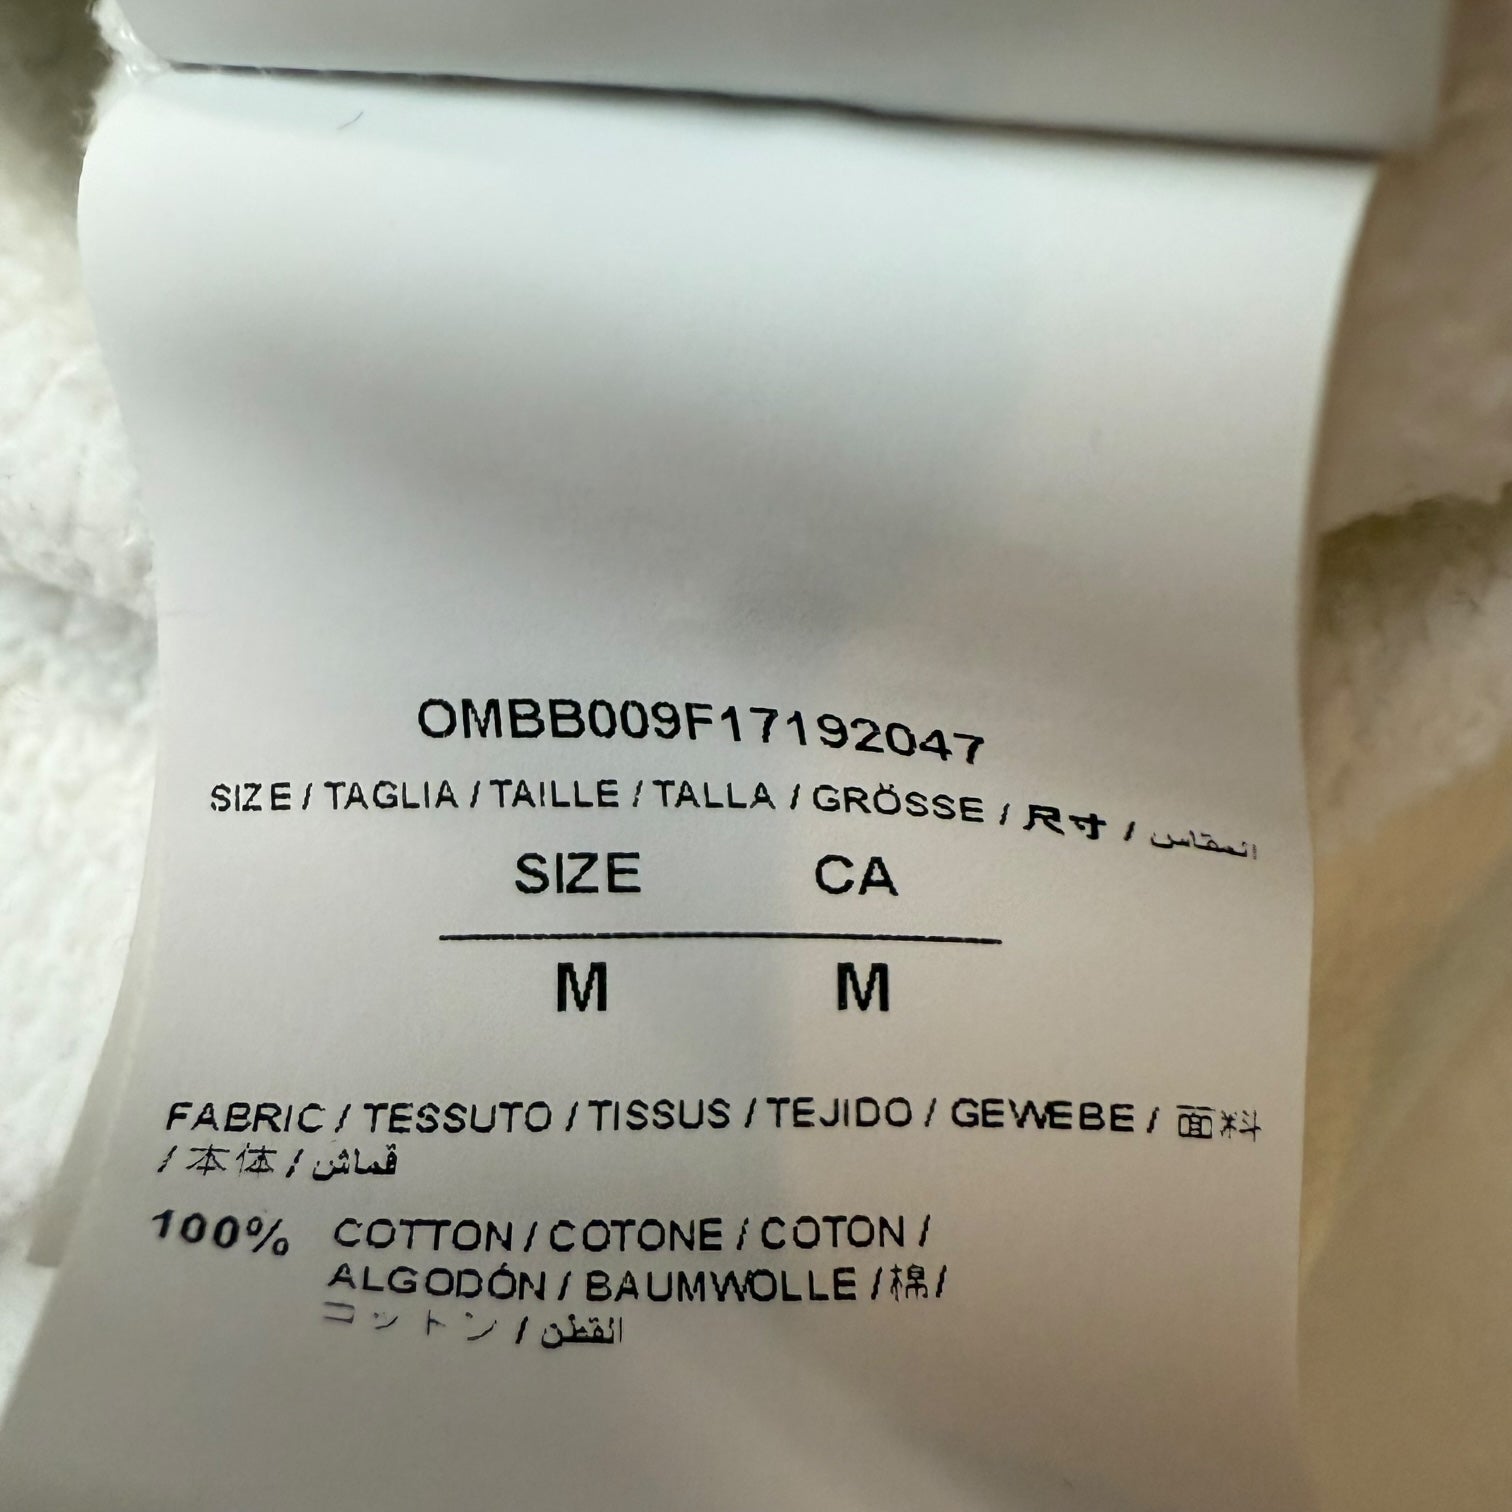 OMBB009F17192047
SIZE / TAGLIA / TAILLE / TALLA / GRÖSSE / 尺寸 / المقاس
SIZE CA
M M
FABRIC / TESSUTO / TISSUS / TEJIDO / GEWEBE / 面料
/ 本体 / قماش
100% COTTON / COTONE / COTON /
ALGODÓN / BAUMWOLLE / 棉 /
コットン / القطن